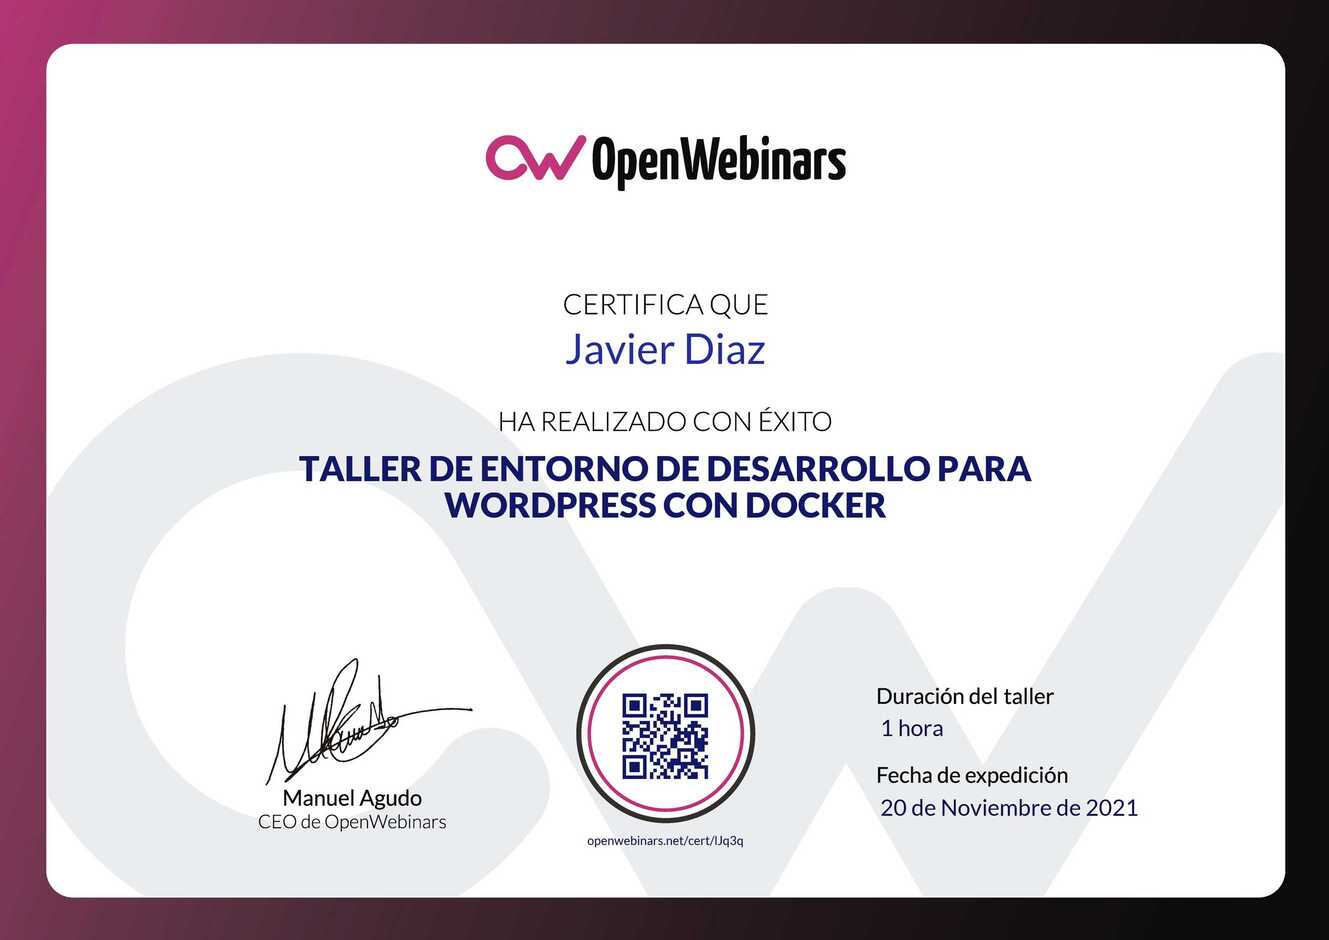 OpenWebinars
CERTIFICA QUE
Javier Diaz
HA REALIZADO CON ÉXITO
TALLER DE ENTORNO DE DESARROLLO PARA
WORDPRESS CON DOCKER
Manuel Agudo
CEO de OpenWebinars
openwebinars.net/cert/lJq3q
Duración del taller
1 hora
Fecha de expedición
20 de Noviembre de 2021